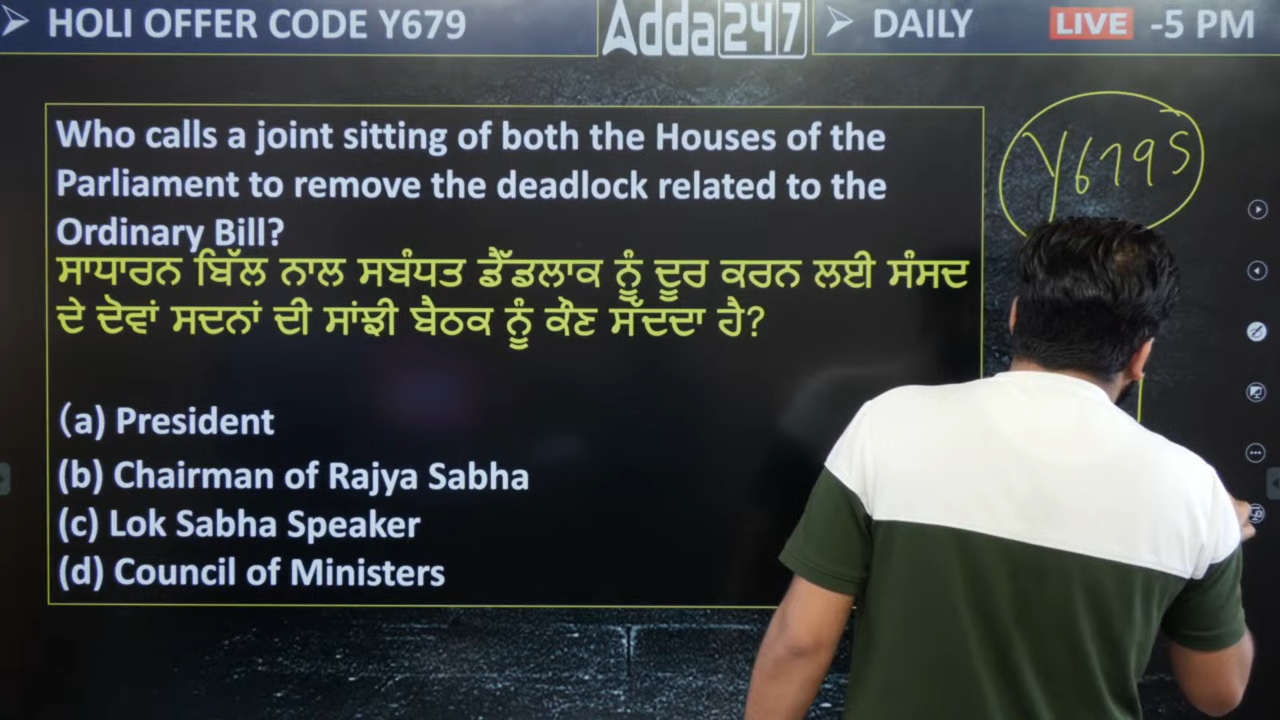 HOLI OFFER CODE Y679
Adda247
DAILY LIVE -5 PM
Who calls a joint sitting of both the Houses of the
Parliament to remove the deadlock related to the
Ordinary Bill?
ਸਾਧਾਰਨ ਬਿੱਲ ਨਾਲ ਸਬੰਧਤ ਡੈੱਡਲਾਕ ਨੂੰ ਦੂਰ ਕਰਨ ਲਈ ਸੰਸਦ
ਦੇ ਦੋਵਾਂ ਸਦਨਾਂ ਦੀ ਸਾਂਝੀ ਬੈਠਕ ਨੂੰ ਕੌਣ ਸੱਦਦਾ ਹੈ?
(a) President
(b) Chairman of Rajya Sabha
(c) Lok Sabha Speaker
(d) Council of Ministers
Y679S